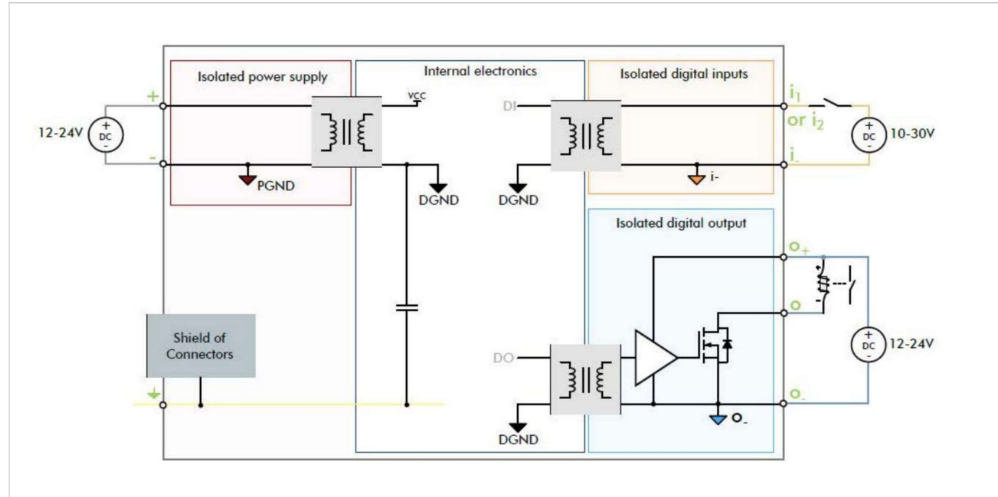 Isolated power supply
Internal electronics
Isolated digital inputs
+
VCC
DI
i1
or i2
12-24V
+
DC
-
+
DC
-
10-30V
-
i-
PGND
DGND
DGND
i-
Isolated digital output
o+
+
-
o
Shield of
Connectors
DO
+
DC
-
12-24V
o-
o-
DGND